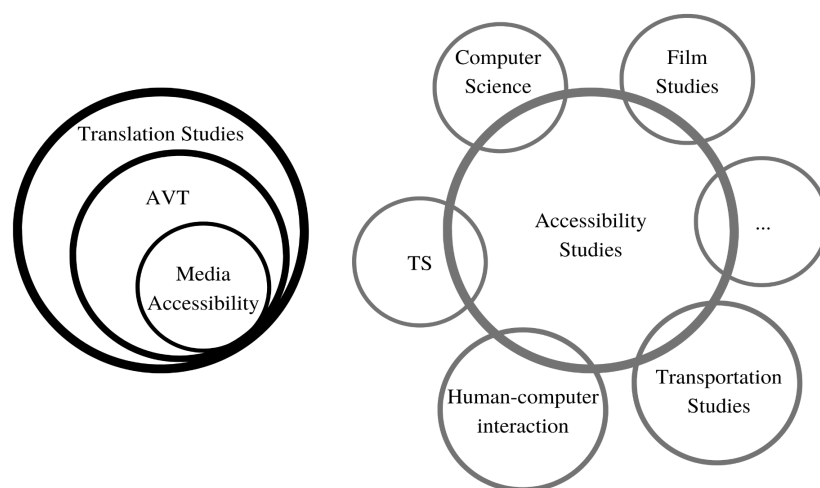 Translation Studies
AVT
Media
Accessibility
Computer
Science
Film
Studies
Accessibility
Studies
...
TS
Human-computer
interaction
Transportation
Studies